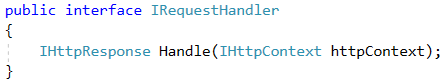 public interface IRequestHandler
{
    IHttpResponse Handle(IHttpContext httpContext);
}